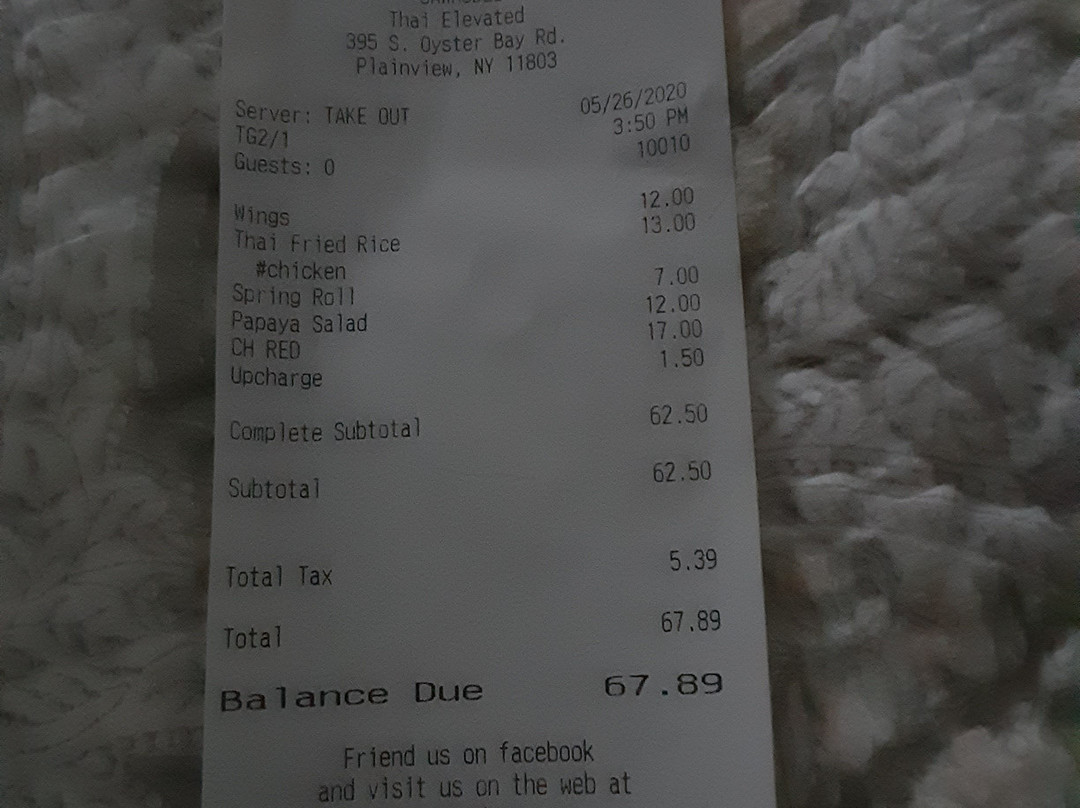 Thai Elevated
395 S. Oyster Bay Rd.
Plainview, NY 11803
Server: TAKE OUT 05/26/2020
TG2/1 3:50 PM
Guests: 0 10010
Wings 12.00
Thai Fried Rice 13.00
#chicken
Spring Roll 7.00
Papaya Salad 12.00
CH RED 17.00
Upcharge 1.50
Complete Subtotal 62.50
Subtotal 62.50
Total Tax 5.39
Total 67.89
Balance Due 67.89
Friend us on facebook
and visit us on the web at